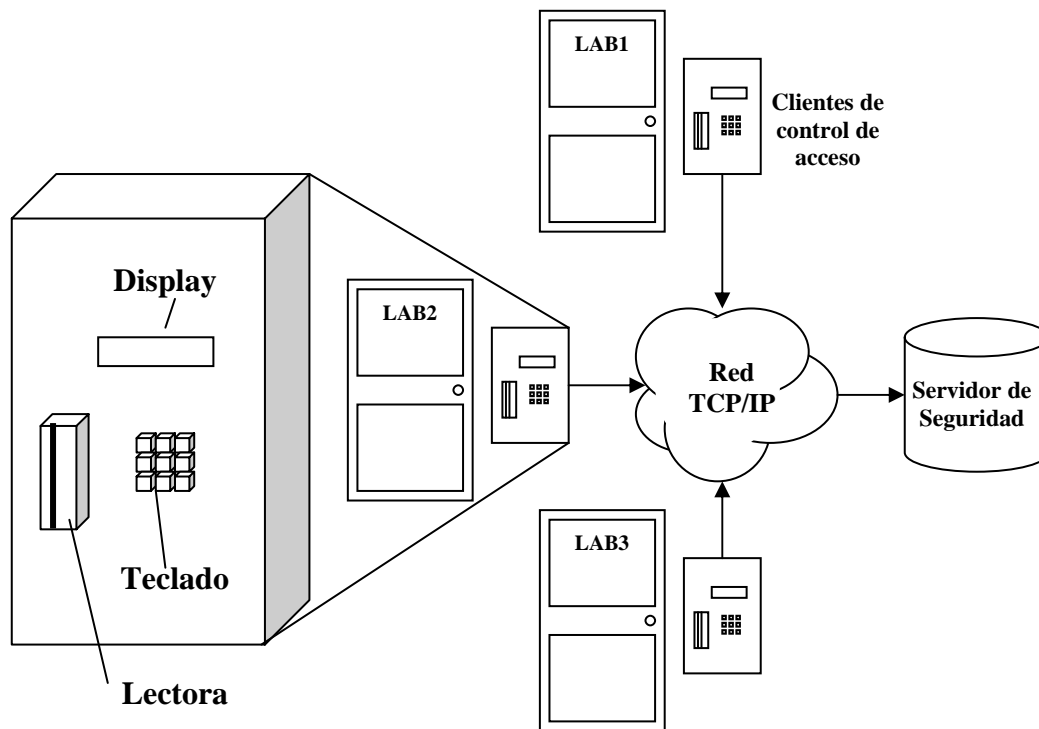 LAB1
Clientes de
control de
acceso
Display
LAB2
Red
TCP/IP
Servidor de
Seguridad
Teclado
LAB3
Lectora